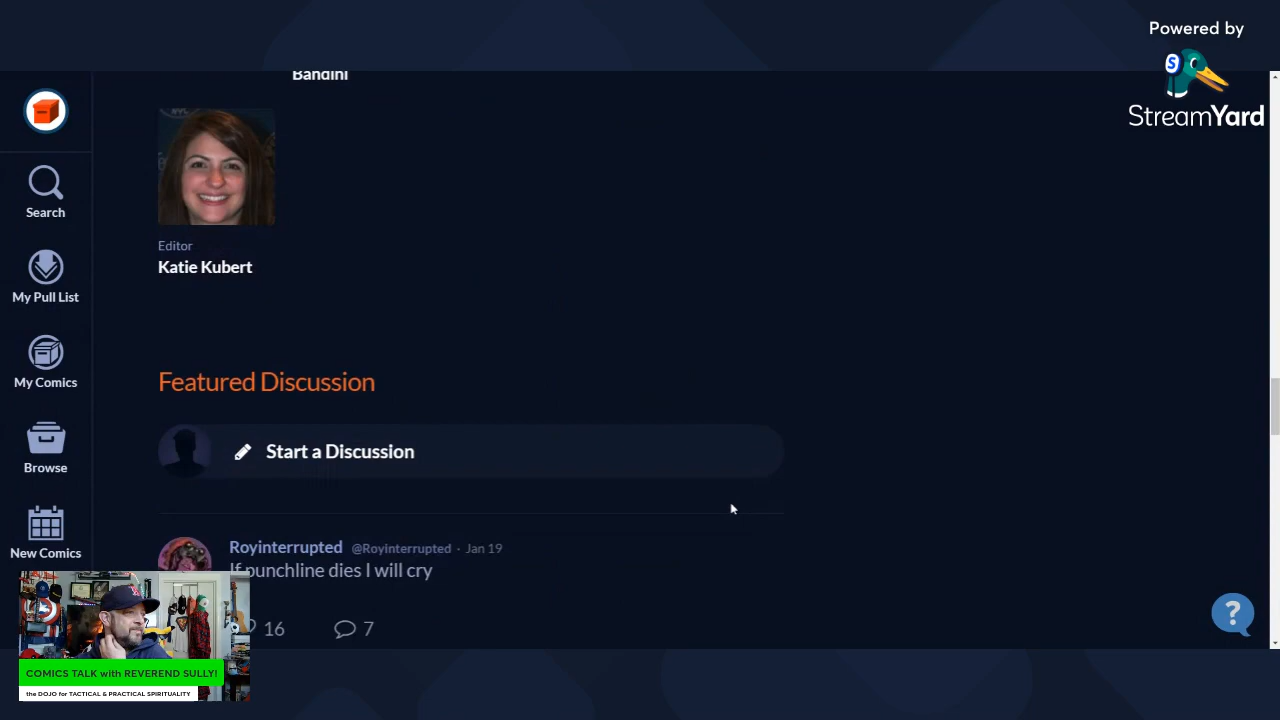 Powered by
StreamYard
Bandini
Search
My Pull List
My Comics
Browse
New Comics
Editor
Katie Kubert
Featured Discussion
Start a Discussion
Royinterrupted @Royinterrupted · Jan 19
If punchline dies I will cry
16 7
?
COMICS TALK with REVEREND SULLY!
the DOJO for TACTICAL & PRACTICAL SPIRITUALITY